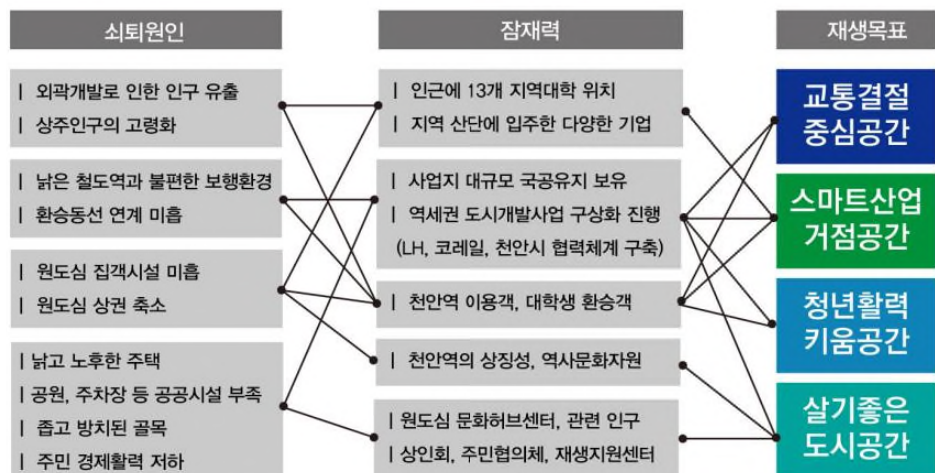 쇠퇴원인
| 외곽개발로 인한 인구 유출
| 상주인구의 고령화
| 낡은 철도역과 불편한 보행환경
| 환승동선 연계 미흡
| 원도심 집객시설 미흡
| 원도심 상권 축소
| 낡고 노후한 주택
| 공원, 주차장 등 공공시설 부족
| 좁고 방치된 골목
| 주민 경제활력 저하
잠재력
| 인근에 13개 지역대학 위치
| 지역 산단에 입주한 다양한 기업
| 사업지 대규모 국공유지 보유
| 역세권 도시개발사업 구상화 진행
(LH, 코레일, 천안시 협력체계 구축)
| 천안역 이용객, 대학생 환승객
| 천안역의 상징성, 역사문화자원
| 원도심 문화허브센터, 관련 인구
| 상인회, 주민협의체, 재생지원센터
재생목표
교통결절
중심공간
스마트산업
거점공간
청년활력
키움공간
살기좋은
도시공간